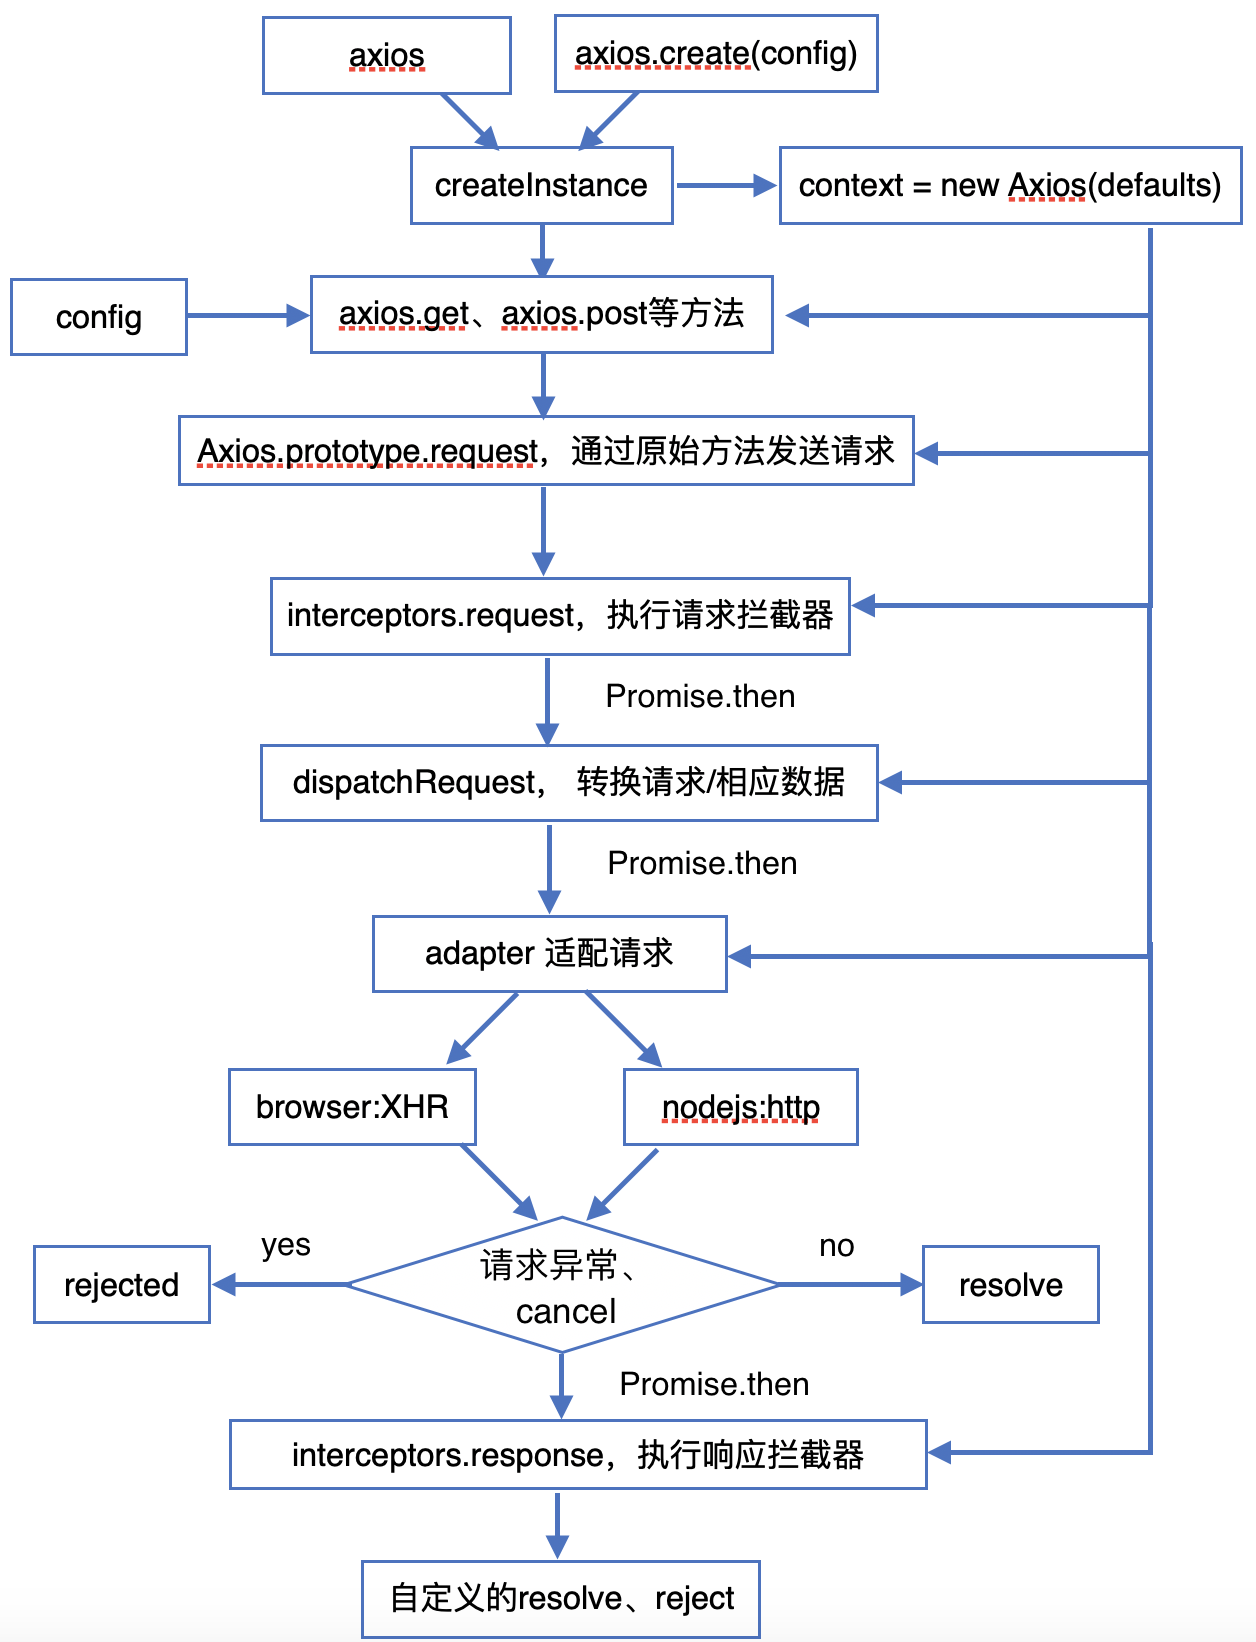 axios
axios.create(config)
createInstance
context = new Axios(defaults)
config
axios.get、axios.post等方法
Axios.prototype.request，通过原始方法发送请求
interceptors.request，执行请求拦截器
Promise.then
dispatchRequest， 转换请求/相应数据
Promise.then
adapter 适配请求
browser:XHR
nodejs:http
yes
请求异常、
cancel
no
rejected
resolve
Promise.then
interceptors.response，执行响应拦截器
自定义的resolve、reject